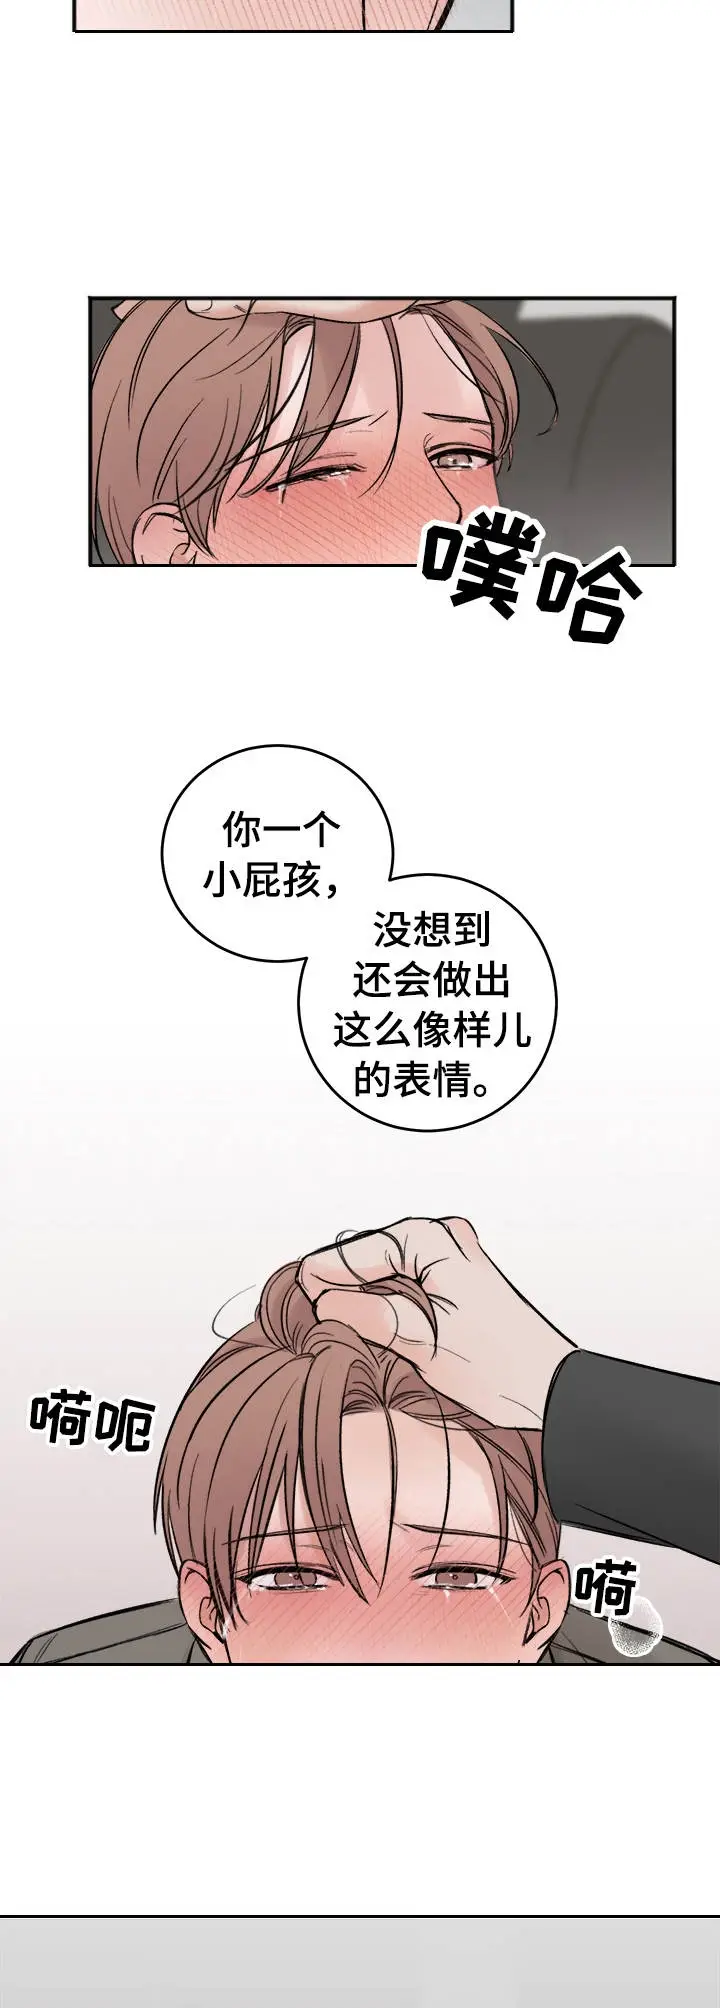 噗哈
你一个
小屁孩，
没想到
还会做出
这么像样儿
的表情。
嗬呃
嗬